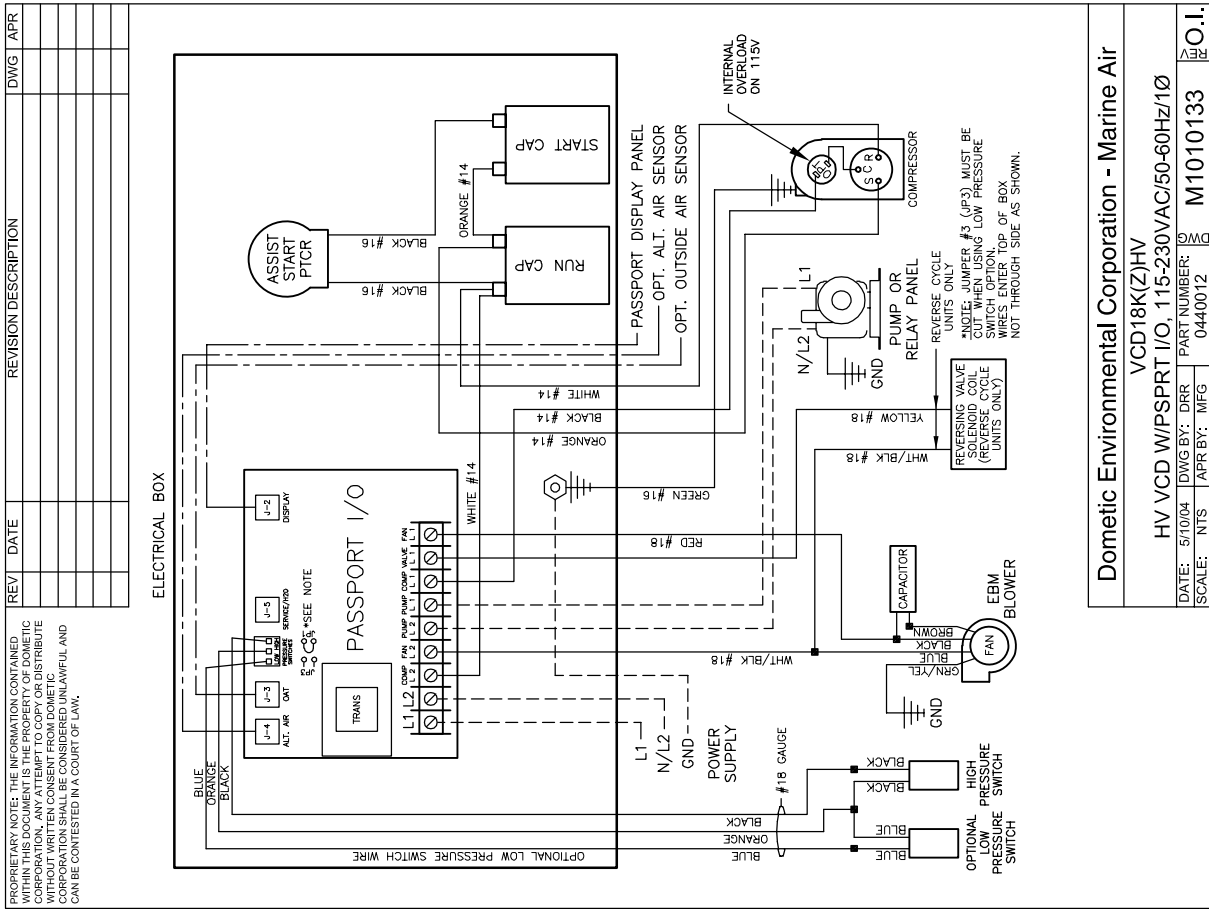 PROPRIETARY NOTE: THE INFORMATION CONTAINED
WITHIN THIS DOCUMENT IS THE PROPERTY OF DOMETIC
CORPORATION. ANY ATTEMPT TO COPY OR DISTRIBUTE
WITHOUT WRITTEN CONSENT FROM DOMETIC
CORPORATION SHALL BE CONSIDERED UNLAWFUL AND
CAN BE CONTESTED IN A COURT OF LAW.
REV
DATE
REVISION DESCRIPTION
DWG
APR
ELECTRICAL BOX
BLUE
ORANGE
BLACK
J-4
ALT. AIR
J-3
OAT
LOW HIGH
PRESSURE
SWITCHES
J-5
SERVICE/H2O
J-2
DISPLAY
*SEE NOTE
TRANS
PASSPORT I/O
L1
L2
COMP L2
FAN L2
PUMP L2
PUMP L1
COMP L1
VALVE L1
FAN L1
ASSIST
START
PTCR
BLACK #16
BLACK #16
ORANGE #14
RUN CAP
START CAP
WHITE #14
WHITE #14
BLACK #14
ORANGE #14
PASSPORT DISPLAY PANEL
OPT. ALT. AIR SENSOR
OPT. OUTSIDE AIR SENSOR
INTERNAL
OVERLOAD
ON 115V
S
C
R
COMPRESSOR
GREEN #16
RED #18
WHT/BLK #18
L1
N/L2
GND
POWER
SUPPLY
N/L2
L1
GND
PUMP OR
RELAY PANEL
REVERSE CYCLE
UNITS ONLY
YELLOW #18
WHT/BLK #18
REVERSING VALVE
SOLENOID COIL
(REVERSE CYCLE
UNITS ONLY)
*NOTE: JUMPER #3 (JP3) MUST BE
CUT WHEN USING LOW PRESSURE
SWITCH OPTION.
WIRES ENTER TOP OF BOX
NOT THROUGH SIDE AS SHOWN.
OPTIONAL LOW PRESSURE SWITCH WIRE
BLUE
ORANGE
BLACK
#18 GAUGE
BLUE
BLUE
BLACK
BLACK
OPTIONAL
LOW
PRESSURE
SWITCH
HIGH
PRESSURE
SWITCH
GND
GRN/YEL
BLUE
BLACK
BROWN
FAN
CAPACITOR
EBM
BLOWER
Dometic Environmental Corporation - Marine Air
VCD18K(Z)HV
HV VCD W/PSPRT I/O, 115-230VAC/50-60Hz/1Ø
DATE: 5/10/04
DWG BY: DRR
PART NUMBER:
0440012
SCALE: NTS
APR BY: MFG
DWG
M1010133
REV
O.I.